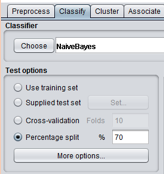 Preprocess Classify Cluster Associate
Classifier
Choose NaiveBayes
Test options
Use training set
Supplied test set Set...
Cross-validation Folds 10
Percentage split % 70
More options...